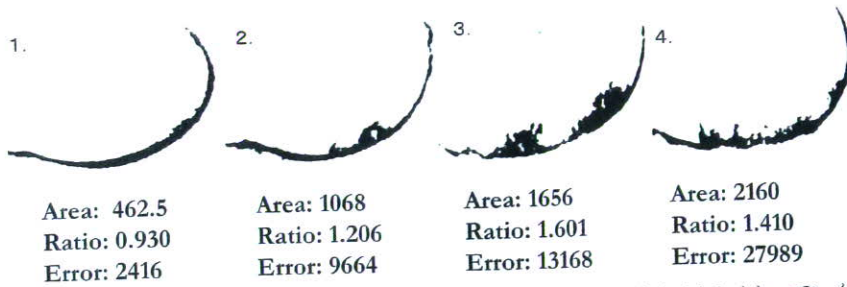 1.
2.
3.
4.
Area: 462.5
Ratio: 0.930
Error: 2416
Area: 1068
Ratio: 1.206
Error: 9664
Area: 1656
Ratio: 1.601
Error: 13168
Area: 2160
Ratio: 1.410
Error: 27989